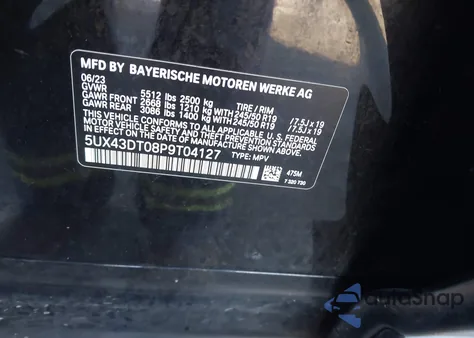 MFD BY BAYERISCHE MOTOREN WERKE AG
06/23
GVWR 5512 lbs 2500 kg TIRE / RIM
GAWR FRONT 2668 lbs 1210 kg WITH 245/50 R19 / 7.5J x 19
GAWR REAR 3086 lbs 1400 kg WITH 245/50 R19 / 7.5J x 19
THIS VEHICLE CONFORMS TO ALL APPLICABLE U.S. FEDERAL
MOTOR VEHICLE SAFETY STANDARDS IN EFFECT
ON THE DATE OF MANUFACTURE SHOWN ABOVE.
5UX43DT08P9T04127 TYPE: MPV
475M
7 320 730
AutoSnap